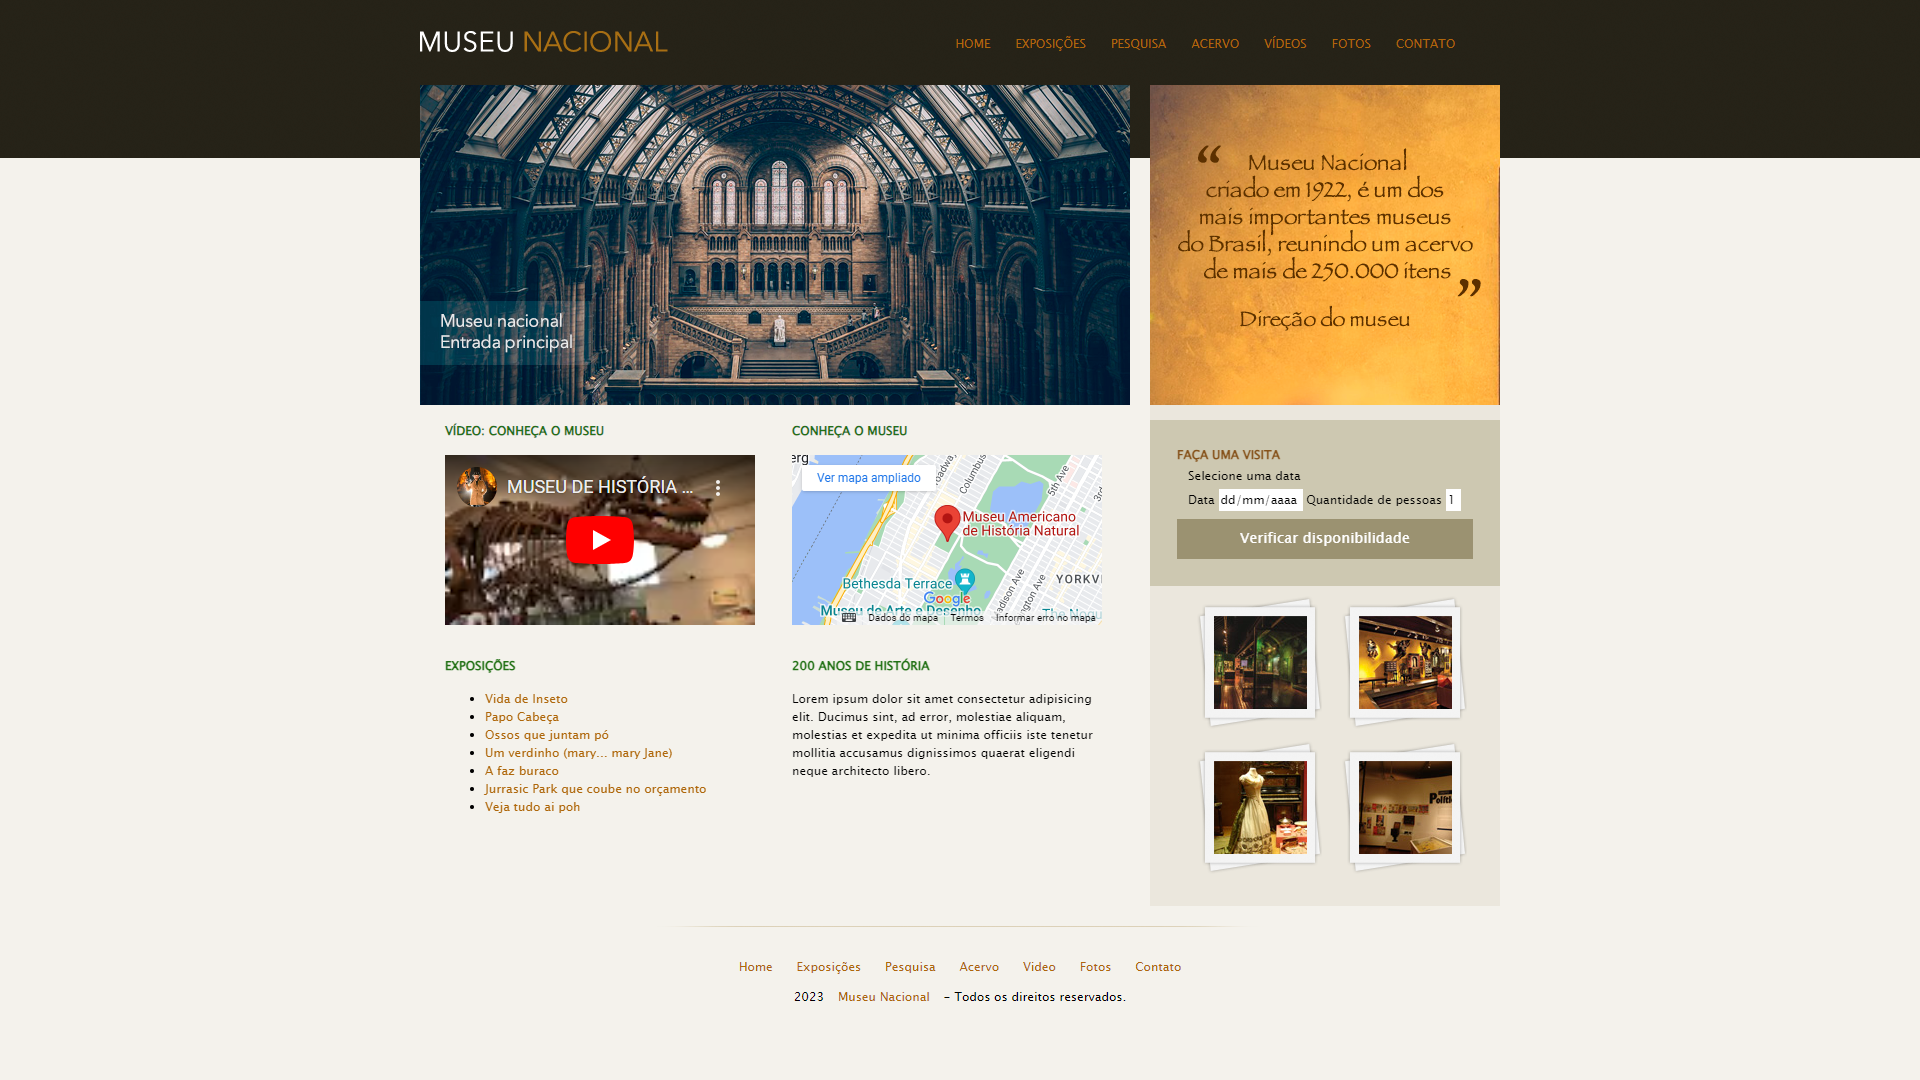 MUSEU NACIONAL
HOME EXPOSIÇÕES PESQUISA ACERVO VÍDEOS FOTOS CONTATO
Museu nacional
Entrada principal
“ Museu Nacional
criado em 1922, é um dos
mais importantes museus
do Brasil, reunindo um acervo
de mais de 250.000 itens
”
Direção do museu
VÍDEO: CONHEÇA O MUSEU
MUSEU DE HISTÓRIA ...
CONHEÇA O MUSEU
erg
Ver mapa ampliado
Columbus
5th Ave
Museu Americano
de História Natural
Bethesda Terrace
YORKVI
Google
Museu de Arte e Desenho
Dados do mapa Termos Informar erro no mapa
FAÇA UMA VISITA
Selecione uma data
Data dd/mm/aaaa Quantidade de pessoas 1
Verificar disponibilidade
EXPOSIÇÕES
Vida de Inseto
Papo Cabeça
Ossos que juntam pó
Um verdinho (mary... mary Jane)
A faz buraco
Jurrasic Park que coube no orçamento
Veja tudo ai poh
200 ANOS DE HISTÓRIA
Lorem ipsum dolor sit amet consectetur adipisicing
elit. Ducimus sint, ad error, molestiae aliquam,
molestias et expedita ut minima officiis iste tenetur
mollitia accusamus dignissimos quaerat eligendi
neque architecto libero.
Home Exposições Pesquisa Acervo Video Fotos Contato
2023 Museu Nacional - Todos os direitos reservados.